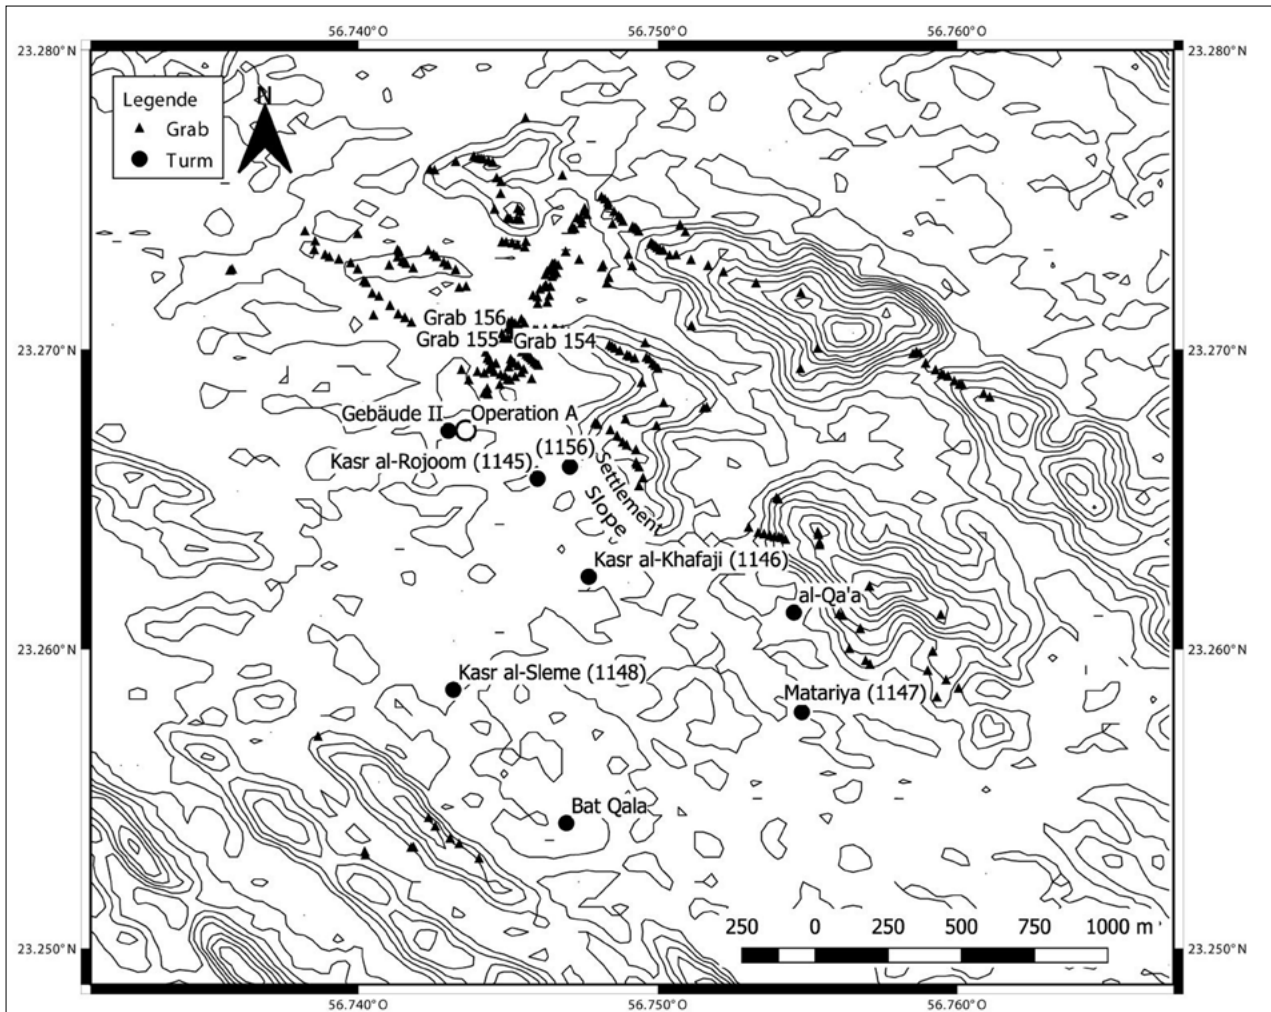 56.740°O 56.750°O 56.760°O
23.280°N 23.280°N
N
Legende
Grab
Turm
Grab 156
Grab 155 Grab 154
23.270°N 23.270°N
Gebäude II Operation A
(1156)
Kasr al-Rojoom (1145)
Settlement
Slope
Kasr al-Khafaji (1146)
al-Qa'a
23.260°N 23.260°N
Kasr al-Sleme (1148)
Matariya (1147)
Bat Qala
250 0 250 500 750 1000 m
23.250°N 23.250°N
56.740°O 56.750°O 56.760°O